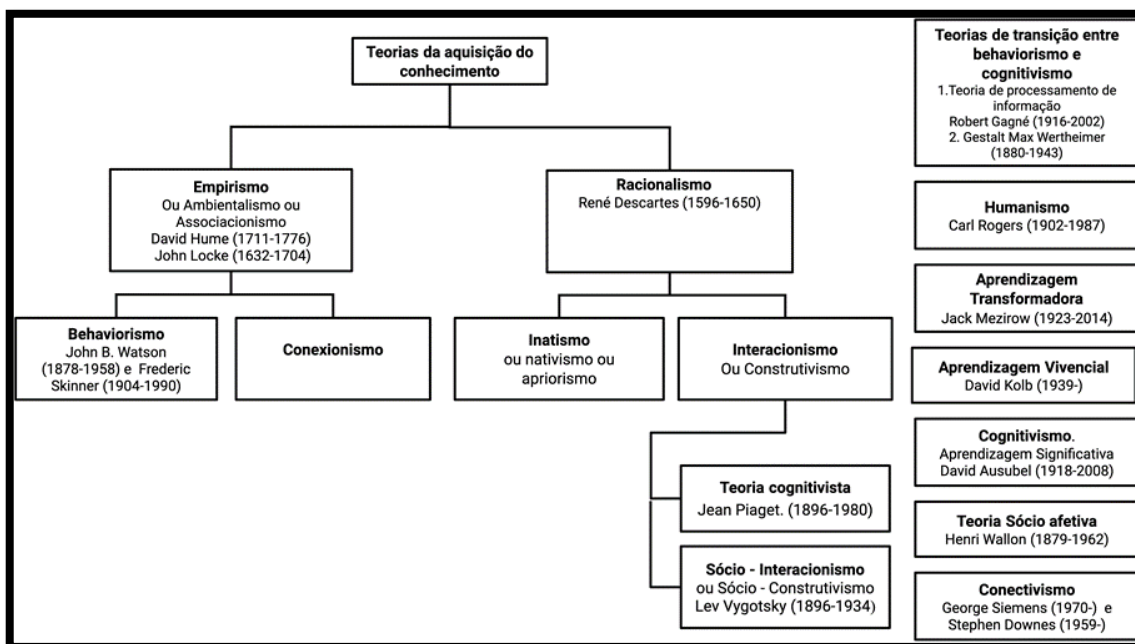 Teorias da aquisição do
conhecimento
Empirismo
Ou Ambientalismo ou
Associacionismo
David Hume (1711-1776)
John Locke (1632-1704)
Racionalismo
René Descartes (1596-1650)
Behaviorismo
John B. Watson
(1878-1958) e Frederic
Skinner (1904-1990)
Conexionismo
Inatismo
ou nativismo ou
apriorismo
Interacionismo
Ou Construtivismo
Teoria cognitivista
Jean Piaget. (1896-1980)
Sócio - Interacionismo
ou Sócio - Construtivismo
Lev Vygotsky (1896-1934)
Teorias de transição entre
behaviorismo e
cognitivismo
1.Teoria de processamento de
informação
Robert Gagné (1916-2002)
2. Gestalt Max Wertheimer
(1880-1943)
Humanismo
Carl Rogers (1902-1987)
Aprendizagem
Transformadora
Jack Mezirow (1923-2014)
Aprendizagem Vivencial
David Kolb (1939-)
Cognitivismo.
Aprendizagem Significativa
David Ausubel (1918-2008)
Teoria Sócio afetiva
Henri Wallon (1879-1962)
Conectivismo
George Siemens (1970-) e
Stephen Downes (1959-)